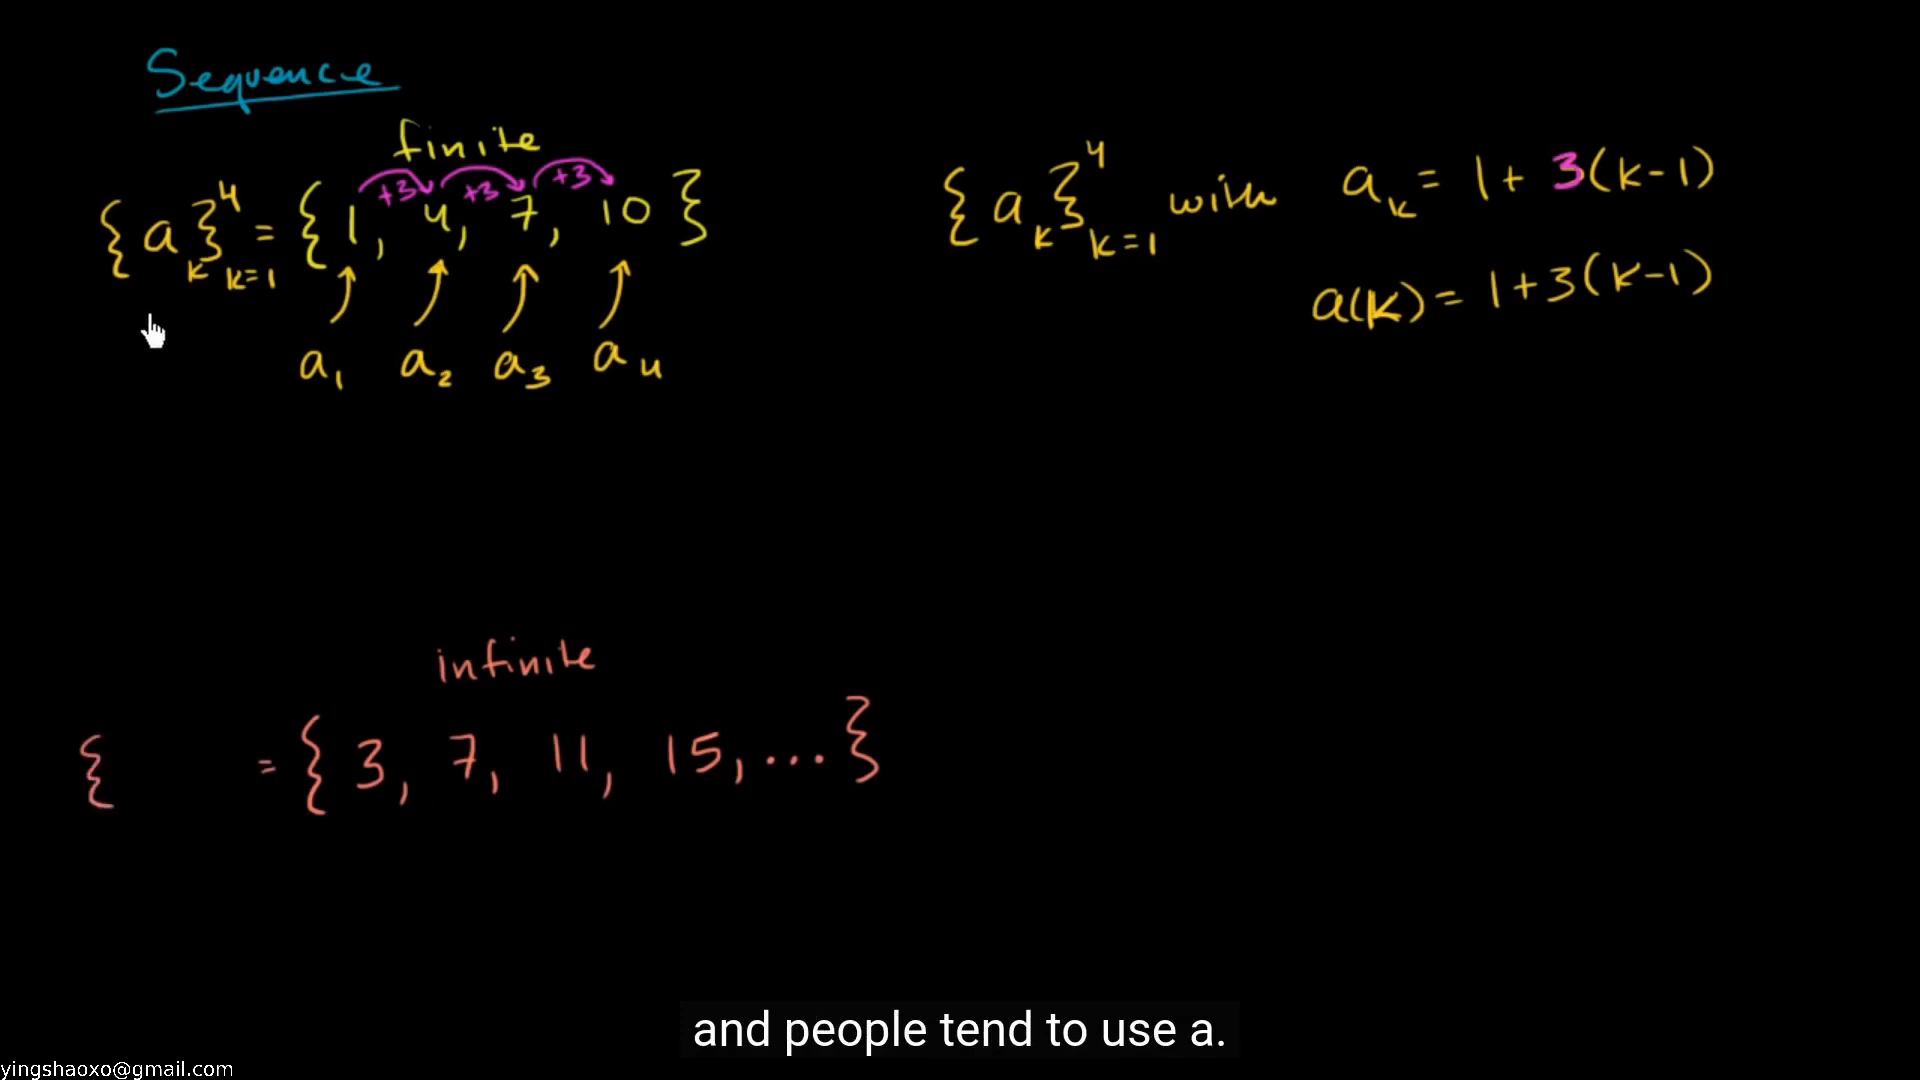 Sequence
finite
+3 +3 +3
{a_k}^4_{k=1} = {1, 4, 7, 10}
a_1 a_2 a_3 a_4
{a_k}^4_{k=1} with a_k = 1+3(k-1)
a(k) = 1+3(k-1)
infinite
{ = {3, 7, 11, 15, ...}
and people tend to use a.
yingshaoxo@gmail.com